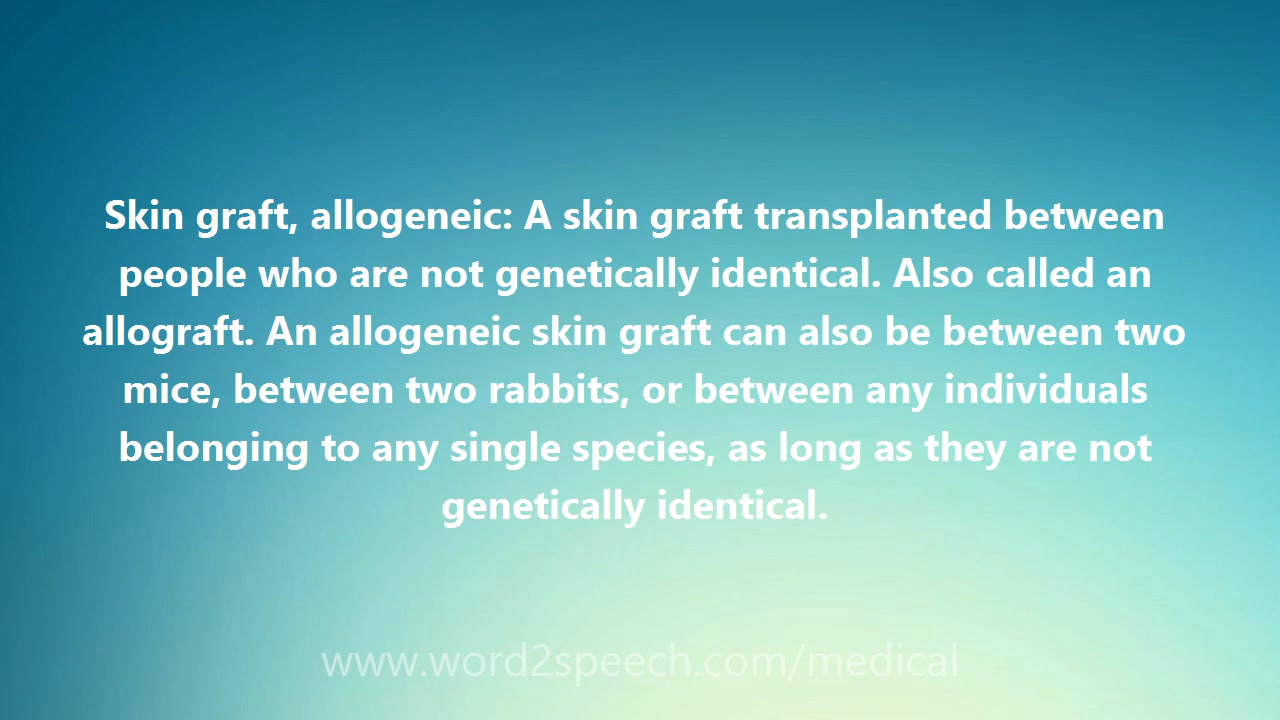 Skin graft, allogeneic: A skin graft transplanted between
people who are not genetically identical. Also called an
allograft. An allogeneic skin graft can also be between two
mice, between two rabbits, or between any individuals
belonging to any single species, as long as they are not
genetically identical.
www.word2speech.com/medical